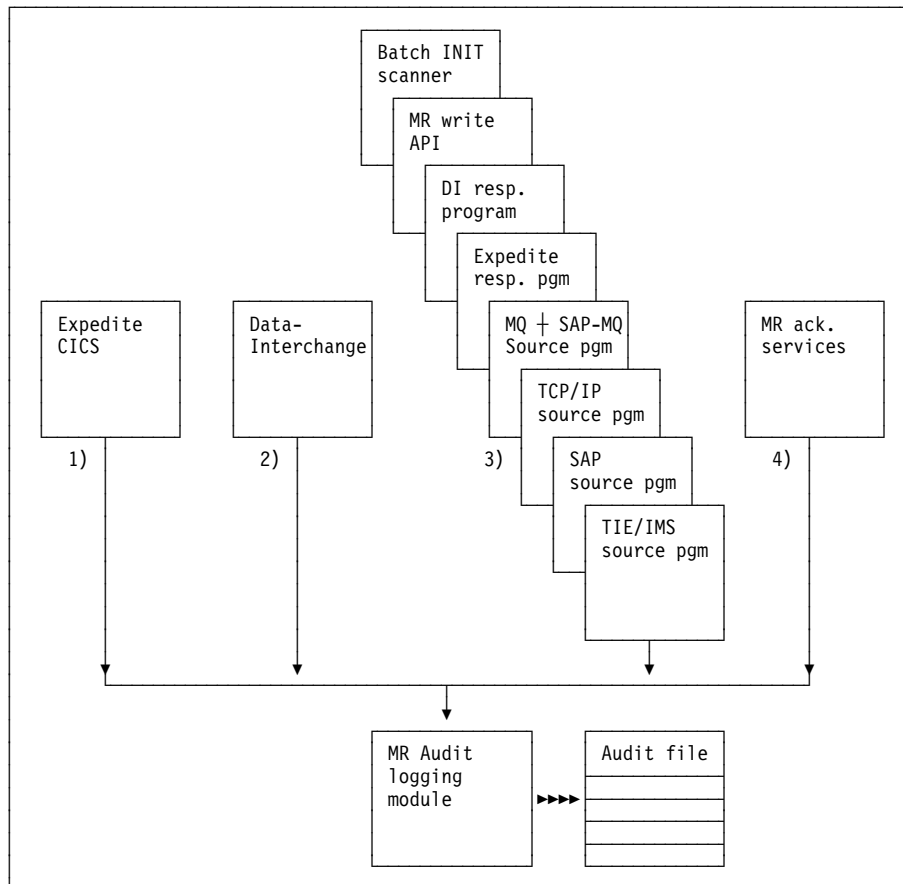 Batch INIT
scanner
MR write
API
DI resp.
program
Expedite
resp. pgm
Expedite
CICS
Data-
Interchange
MQ ┼ SAP-MQ
Source pgm
MR ack.
services
TCP/IP
source pgm
1)
2)
3)
SAP
source pgm
4)
TIE/IMS
source pgm
MR Audit
logging
module
Audit file